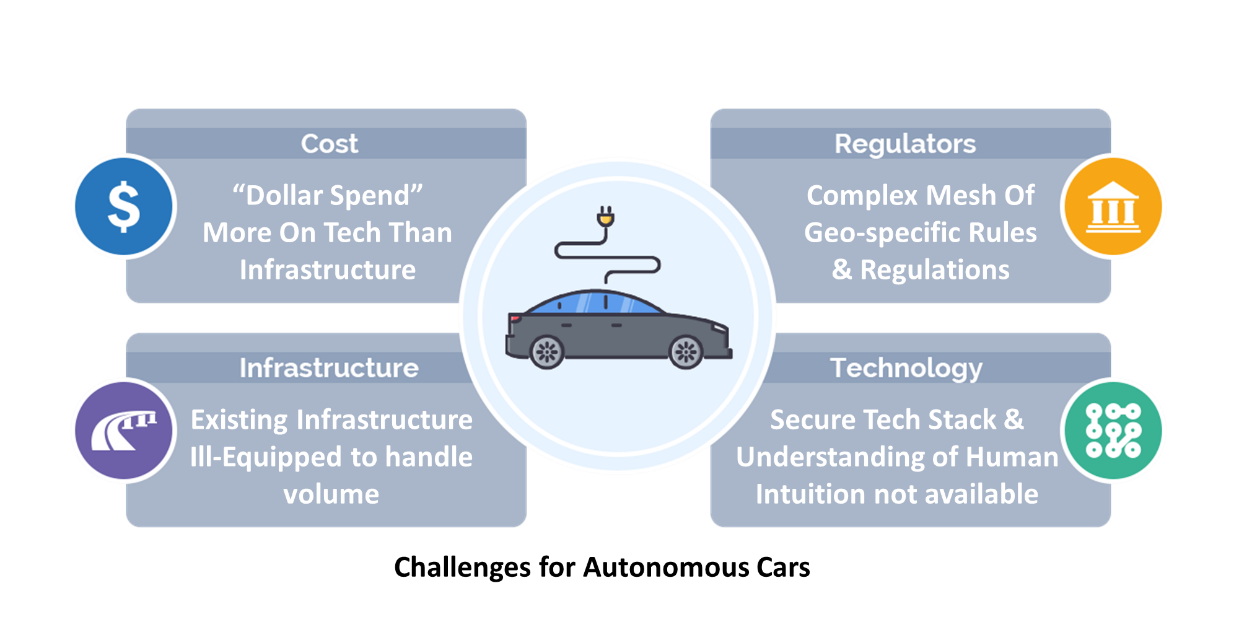 Cost
“Dollar Spend”
More On Tech Than
Infrastructure
Regulators
Complex Mesh Of
Geo-specific Rules
& Regulations
Infrastructure
Existing Infrastructure
Ill-Equipped to handle
volume
Technology
Secure Tech Stack &
Understanding of Human
Intuition not available
Challenges for Autonomous Cars